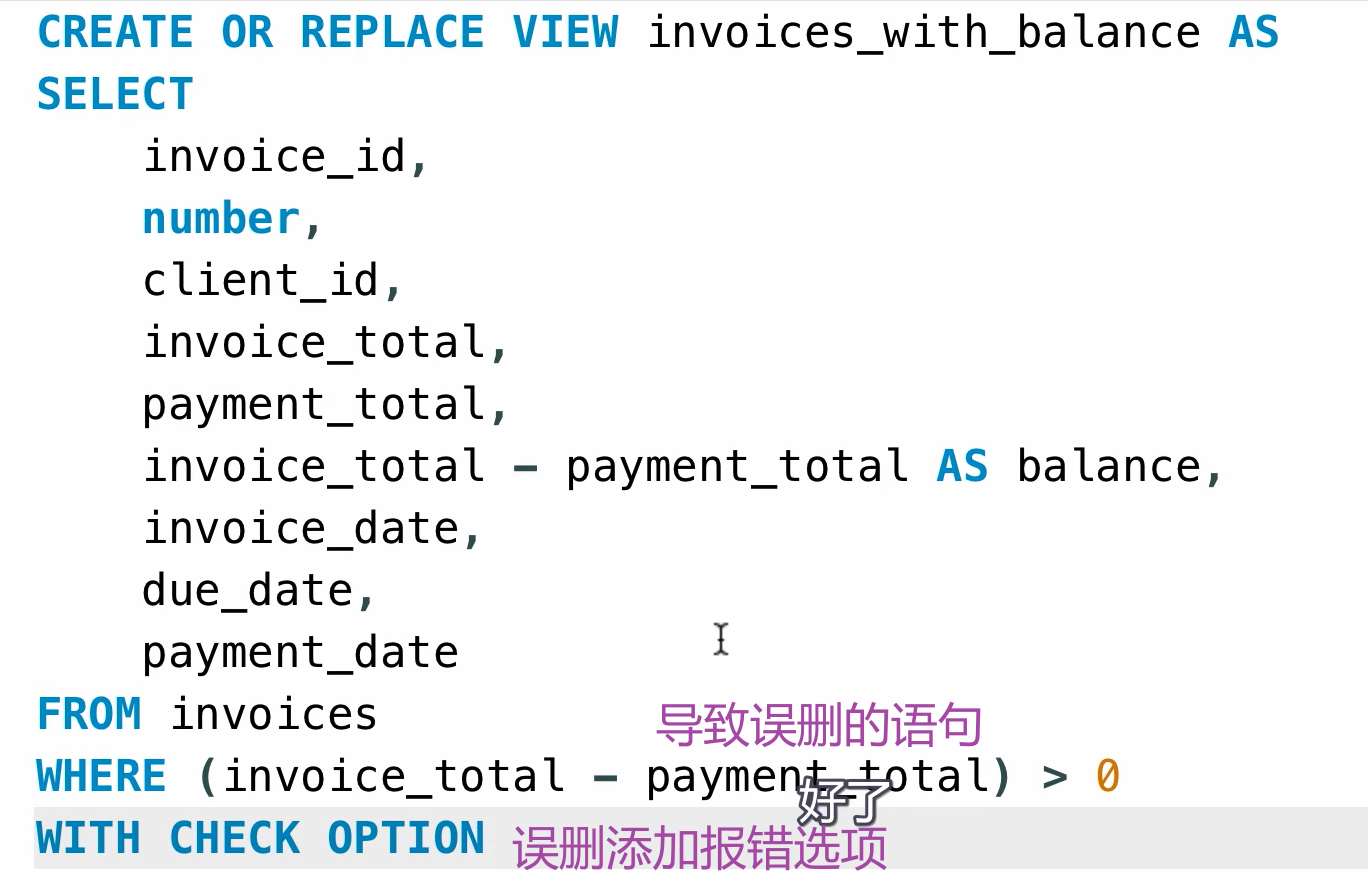 CREATE OR REPLACE VIEW invoices_with_balance AS
SELECT
invoice_id,
number,
client_id,
invoice_total,
payment_total,
invoice_total - payment_total AS balance,
invoice_date,
due_date,
payment_date
FROM invoices
导致误删的语句
WHERE (invoice_total - payment_total) > 0
好了
WITH CHECK OPTION 误删添加报错选项